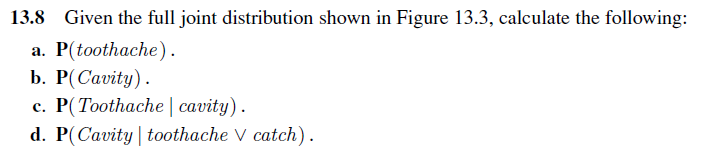 13.8 Given the full joint distribution shown in Figure 13.3, calculate the following:
a. P(toothache).
b. P(Cavity).
c. P(Toothache | cavity).
d. P(Cavity | toothache ∨ catch).